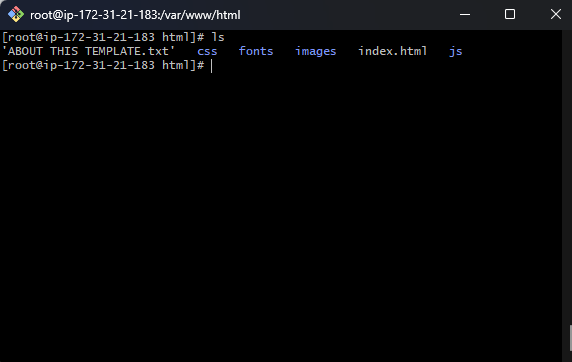 root@ip-172-31-21-183:/var/www/html
[root@ip-172-31-21-183 html]# ls
'ABOUT THIS TEMPLATE.txt'   css   fonts   images   index.html   js
[root@ip-172-31-21-183 html]#